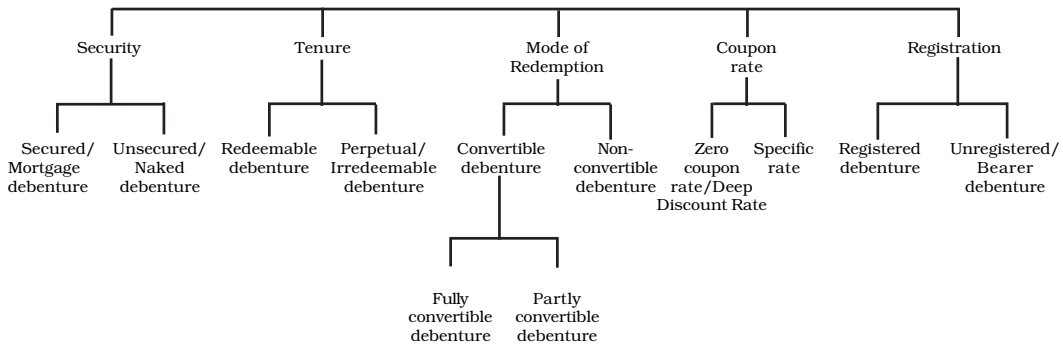 Security
Tenure
Mode of
Redemption
Coupon
rate
Registration
Secured/
Mortgage
debenture
Unsecured/
Naked
debenture
Redeemable
debenture
Perpetual/
Irredeemable
debenture
Convertible
debenture
Non-
convertible
debenture
Zero
coupon
rate/Deep
Discount Rate
Specific
rate
Registered
debenture
Unregistered/
Bearer
debenture
Fully
convertible
debenture
Partly
convertible
debenture